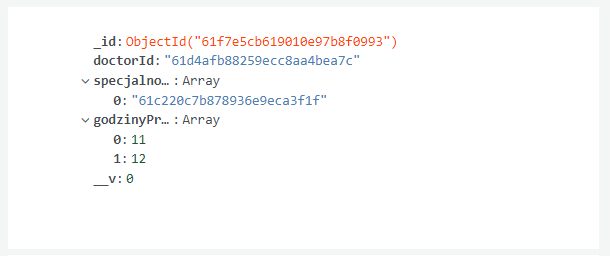 _id: ObjectId("61f7e5cb619010e97b8f0993")
doctorId: "61d4afb88259ecc8aa4bea7c"
specjalno... : Array
0: "61c220c7b878936e9eca3f1f"
godzinyPr... : Array
0: 11
1: 12
__v: 0